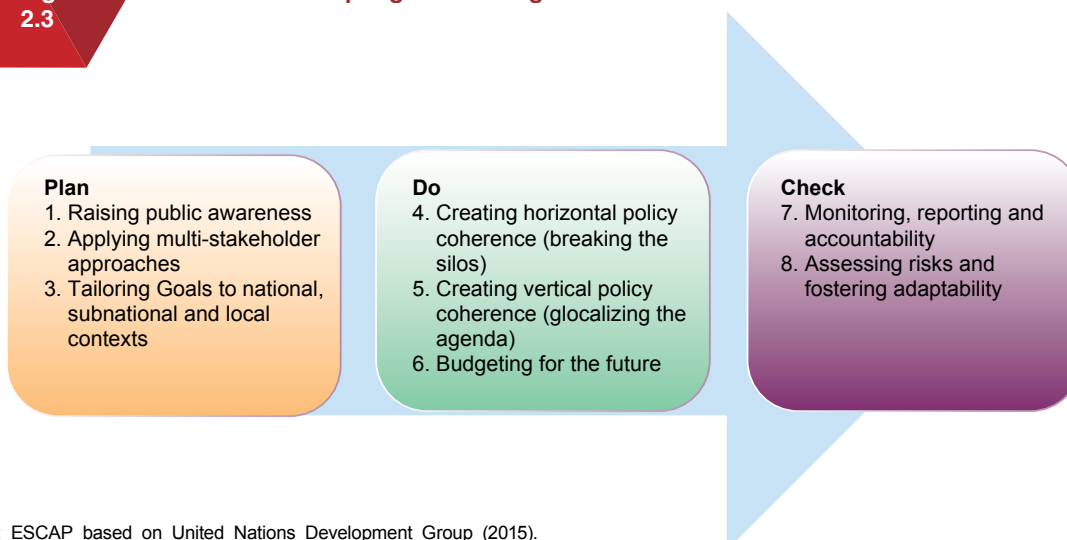 2.3
Plan
1. Raising public awareness
2. Applying multi-stakeholder
approaches
3. Tailoring Goals to national,
subnational and local
contexts
Do
4. Creating horizontal policy
coherence (breaking the
silos)
5. Creating vertical policy
coherence (glocalizing the
agenda)
6. Budgeting for the future
Check
7. Monitoring, reporting and
accountability
8. Assessing risks and
fostering adaptability
ESCAP based on United Nations Development Group (2015).